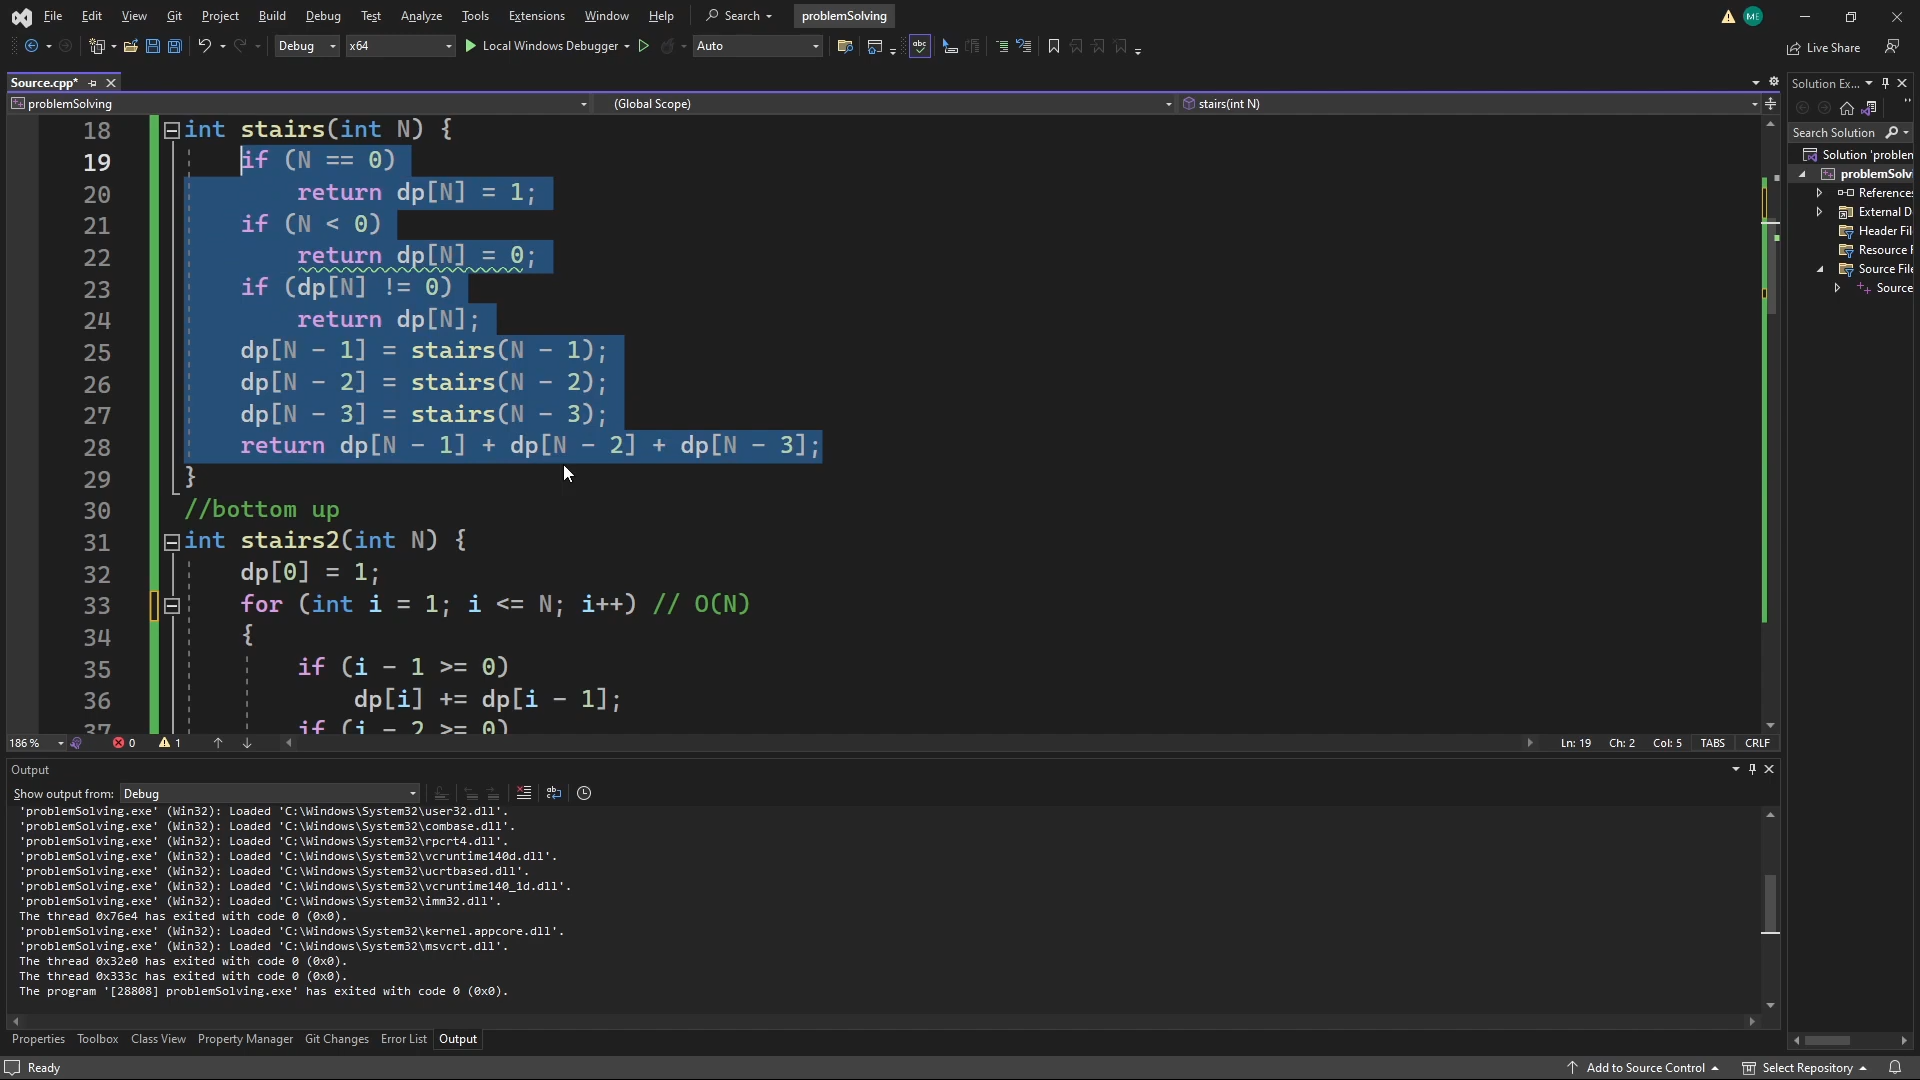 File Edit View Git Project Build Debug Test Analyze Tools Extensions Window Help Search problemSolving ME
Debug x64 Local Windows Debugger Auto abc Live Share
Source.cpp*
problemSolving (Global Scope) stairs(int N)
18 int stairs(int N) {
19 if (N == 0)
20 return dp[N] = 1;
21 if (N < 0)
22 return dp[N] = 0;
23 if (dp[N] != 0)
24 return dp[N];
25 dp[N - 1] = stairs(N - 1);
26 dp[N - 2] = stairs(N - 2);
27 dp[N - 3] = stairs(N - 3);
28 return dp[N - 1] + dp[N - 2] + dp[N - 3];
29 }
30 //bottom up
31 int stairs2(int N) {
32 dp[0] = 1;
33 for (int i = 1; i <= N; i++) // O(N)
34 {
35 if (i - 1 >= 0)
36 dp[i] += dp[i - 1];
37 if (i - 2 >= 0)
186 % 0 1 Ln: 19 Ch: 2 Col: 5 TABS CRLF
Output
Show output from: Debug
'problemSolving.exe' (Win32): Loaded 'C:\Windows\System32\user32.dll'.
'problemSolving.exe' (Win32): Loaded 'C:\Windows\System32\combase.dll'.
'problemSolving.exe' (Win32): Loaded 'C:\Windows\System32\rpcrt4.dll'.
'problemSolving.exe' (Win32): Loaded 'C:\Windows\System32\vcruntime140d.dll'.
'problemSolving.exe' (Win32): Loaded 'C:\Windows\System32\ucrtbased.dll'.
'problemSolving.exe' (Win32): Loaded 'C:\Windows\System32\vcruntime140_1d.dll'.
'problemSolving.exe' (Win32): Loaded 'C:\Windows\System32\imm32.dll'.
The thread 0x76e4 has exited with code 0 (0x0).
'problemSolving.exe' (Win32): Loaded 'C:\Windows\System32\kernel.appcore.dll'.
'problemSolving.exe' (Win32): Loaded 'C:\Windows\System32\msvcrt.dll'.
The thread 0x32e0 has exited with code 0 (0x0).
The thread 0x333c has exited with code 0 (0x0).
The program '[28808] problemSolving.exe' has exited with code 0 (0x0).
Properties Toolbox Class View Property Manager Git Changes Error List Output
Solution Ex...
Search Solution
Solution 'problem
problemSolvi
References
External D
Header Fil
Resource F
Source File
Source
Ready Add to Source Control Select Repository